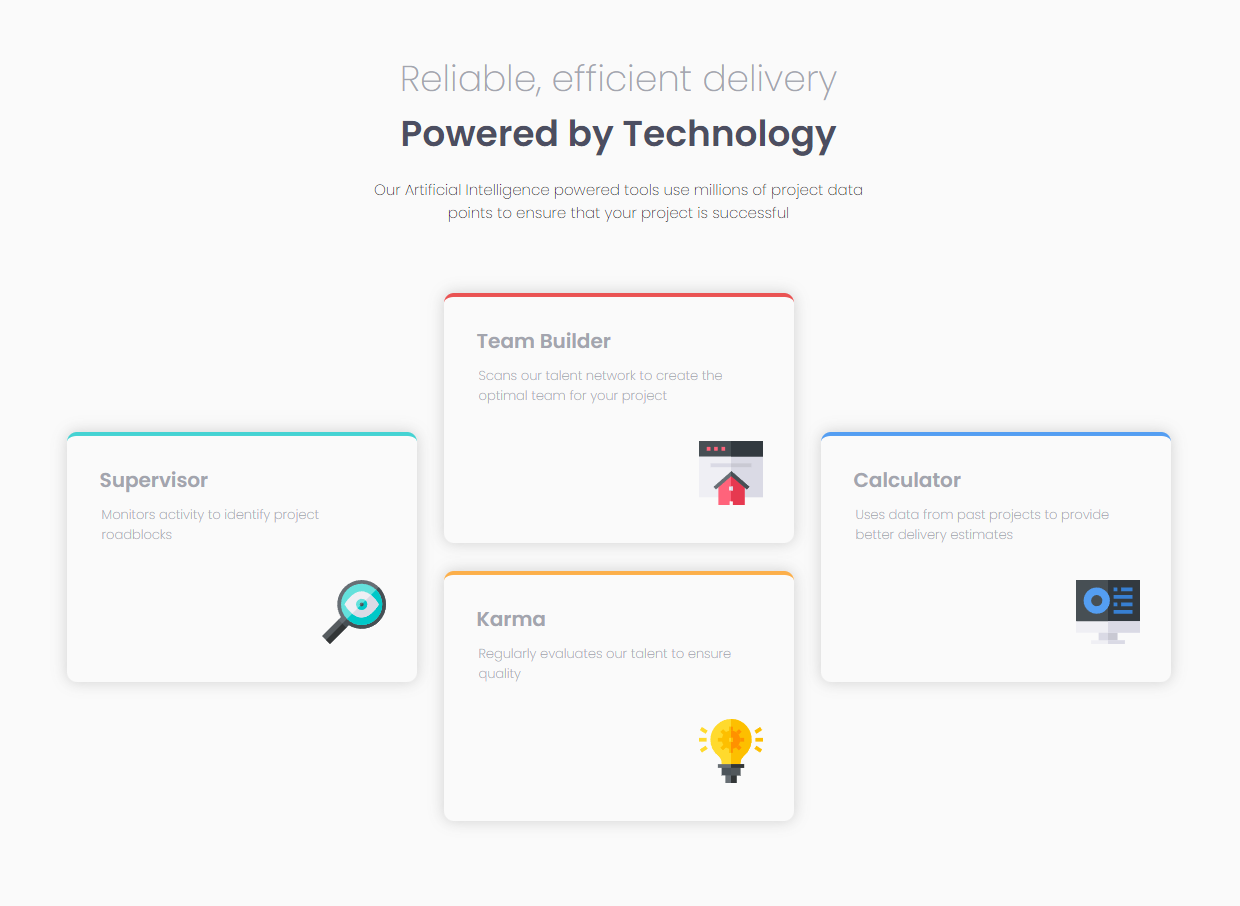 Reliable, efficient delivery
Powered by Technology
Our Artificial Intelligence powered tools use millions of project data
points to ensure that your project is successful
Team Builder
Scans our talent network to create the
optimal team for your project
Supervisor
Monitors activity to identify project
roadblocks
Calculator
Uses data from past projects to provide
better delivery estimates
Karma
Regularly evaluates our talent to ensure
quality